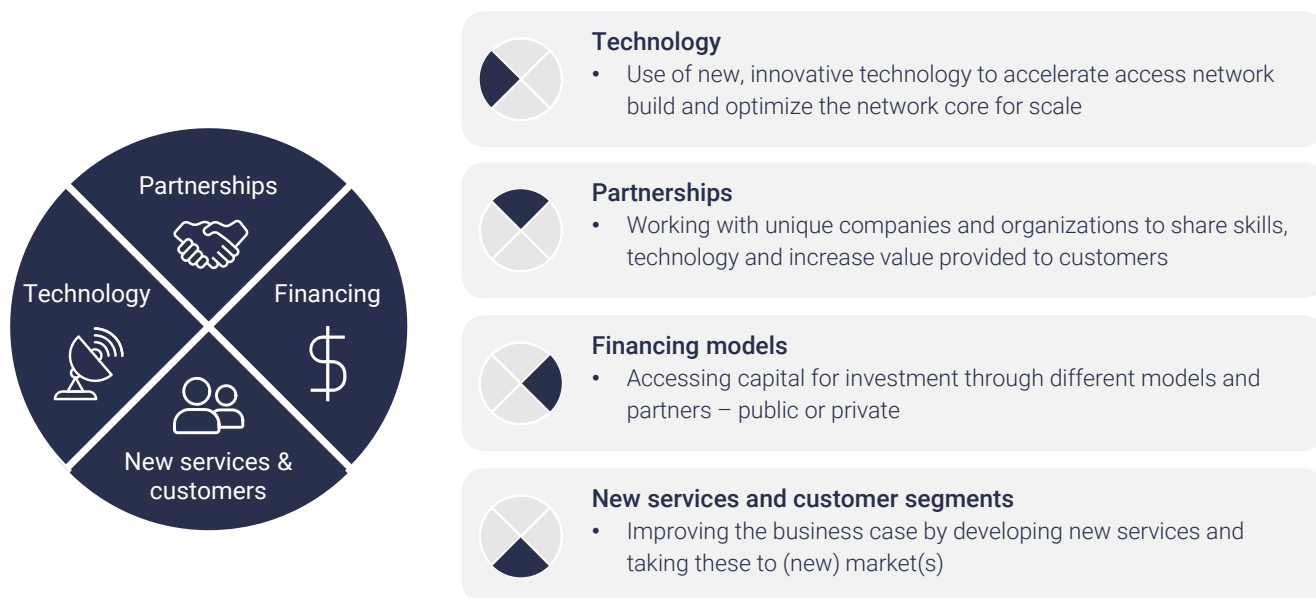 Partnerships
Technology
Financing
New services &
customers
Technology
• Use of new, innovative technology to accelerate access network
build and optimize the network core for scale
Partnerships
• Working with unique companies and organizations to share skills,
technology and increase value provided to customers
Financing models
• Accessing capital for investment through different models and
partners – public or private
New services and customer segments
• Improving the business case by developing new services and
taking these to (new) market(s)